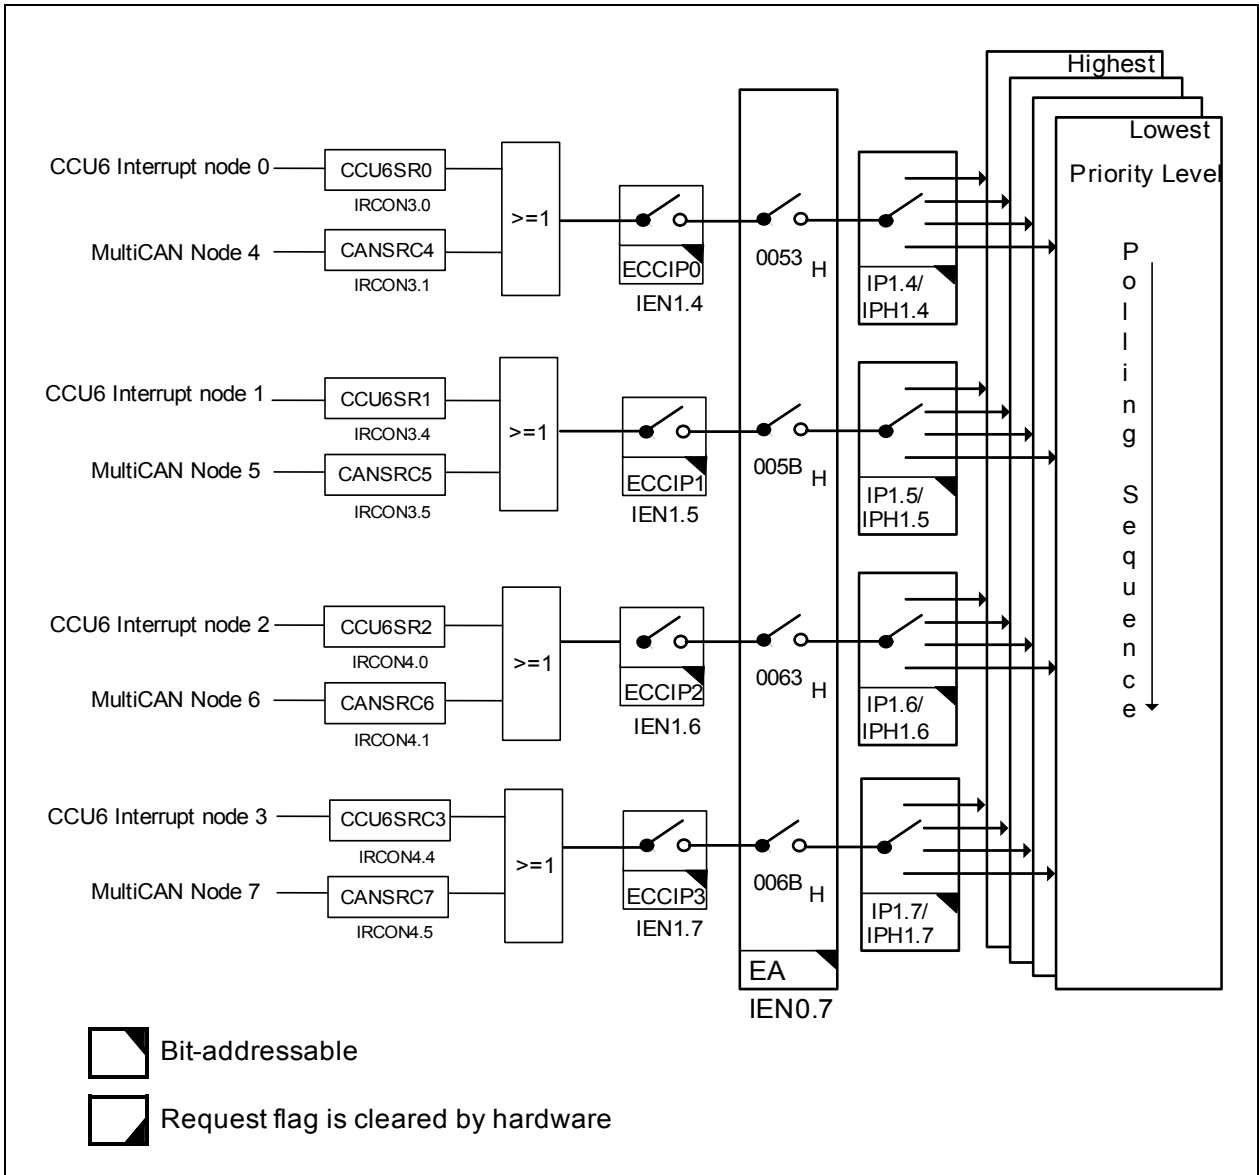 Highest
Lowest
Priority Level
Polling Sequence
CCU6 Interrupt node 0
CCU6SR0
IRCON3.0
MultiCAN Node 4
CANSRC4
IRCON3.1
>=1
ECCIP0
IEN1.4
0053 H
IP1.4/
IPH1.4
CCU6 Interrupt node 1
CCU6SR1
IRCON3.4
MultiCAN Node 5
CANSRC5
IRCON3.5
>=1
ECCIP1
IEN1.5
005B H
IP1.5/
IPH1.5
CCU6 Interrupt node 2
CCU6SR2
IRCON4.0
MultiCAN Node 6
CANSRC6
IRCON4.1
>=1
ECCIP2
IEN1.6
0063 H
IP1.6/
IPH1.6
CCU6 Interrupt node 3
CCU6SRC3
IRCON4.4
MultiCAN Node 7
CANSRC7
IRCON4.5
>=1
ECCIP3
IEN1.7
006B H
IP1.7/
IPH1.7
EA
IEN0.7
Bit-addressable
Request flag is cleared by hardware